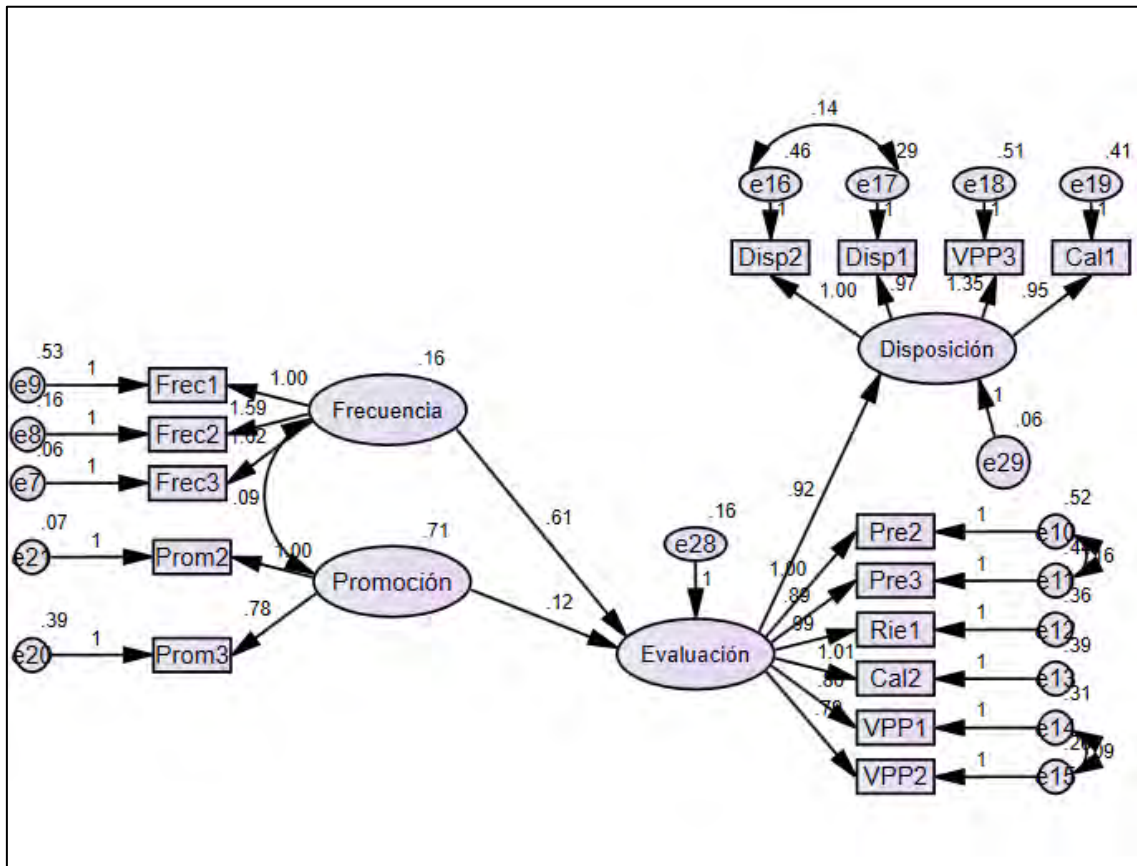 .14
.46
.29
.51
.41
e16
e17
e18
e19
1
1
1
1
Disp2
Disp1
VPP3
Cal1
1.00
.97
1.35
.95
Disposición
1
.06
e29
.92
.53
e9
1
Frec1
1.00
.16
Frecuencia
.16
e8
1
Frec2
1.59
.06
e7
1
Frec3
.09
.61
.07
e21
1
Prom2
1.00
.71
Promoción
.39
e20
1
Prom3
.78
.12
.16
e28
1
Evaluación
1.00
Pre2
1
.52
e10
.89
Pre3
1
e11
.99
Rie1
1
.36
e12
1.01
Cal2
1
.39
e13
VPP1
1
.31
e14
VPP2
1
e15
.09